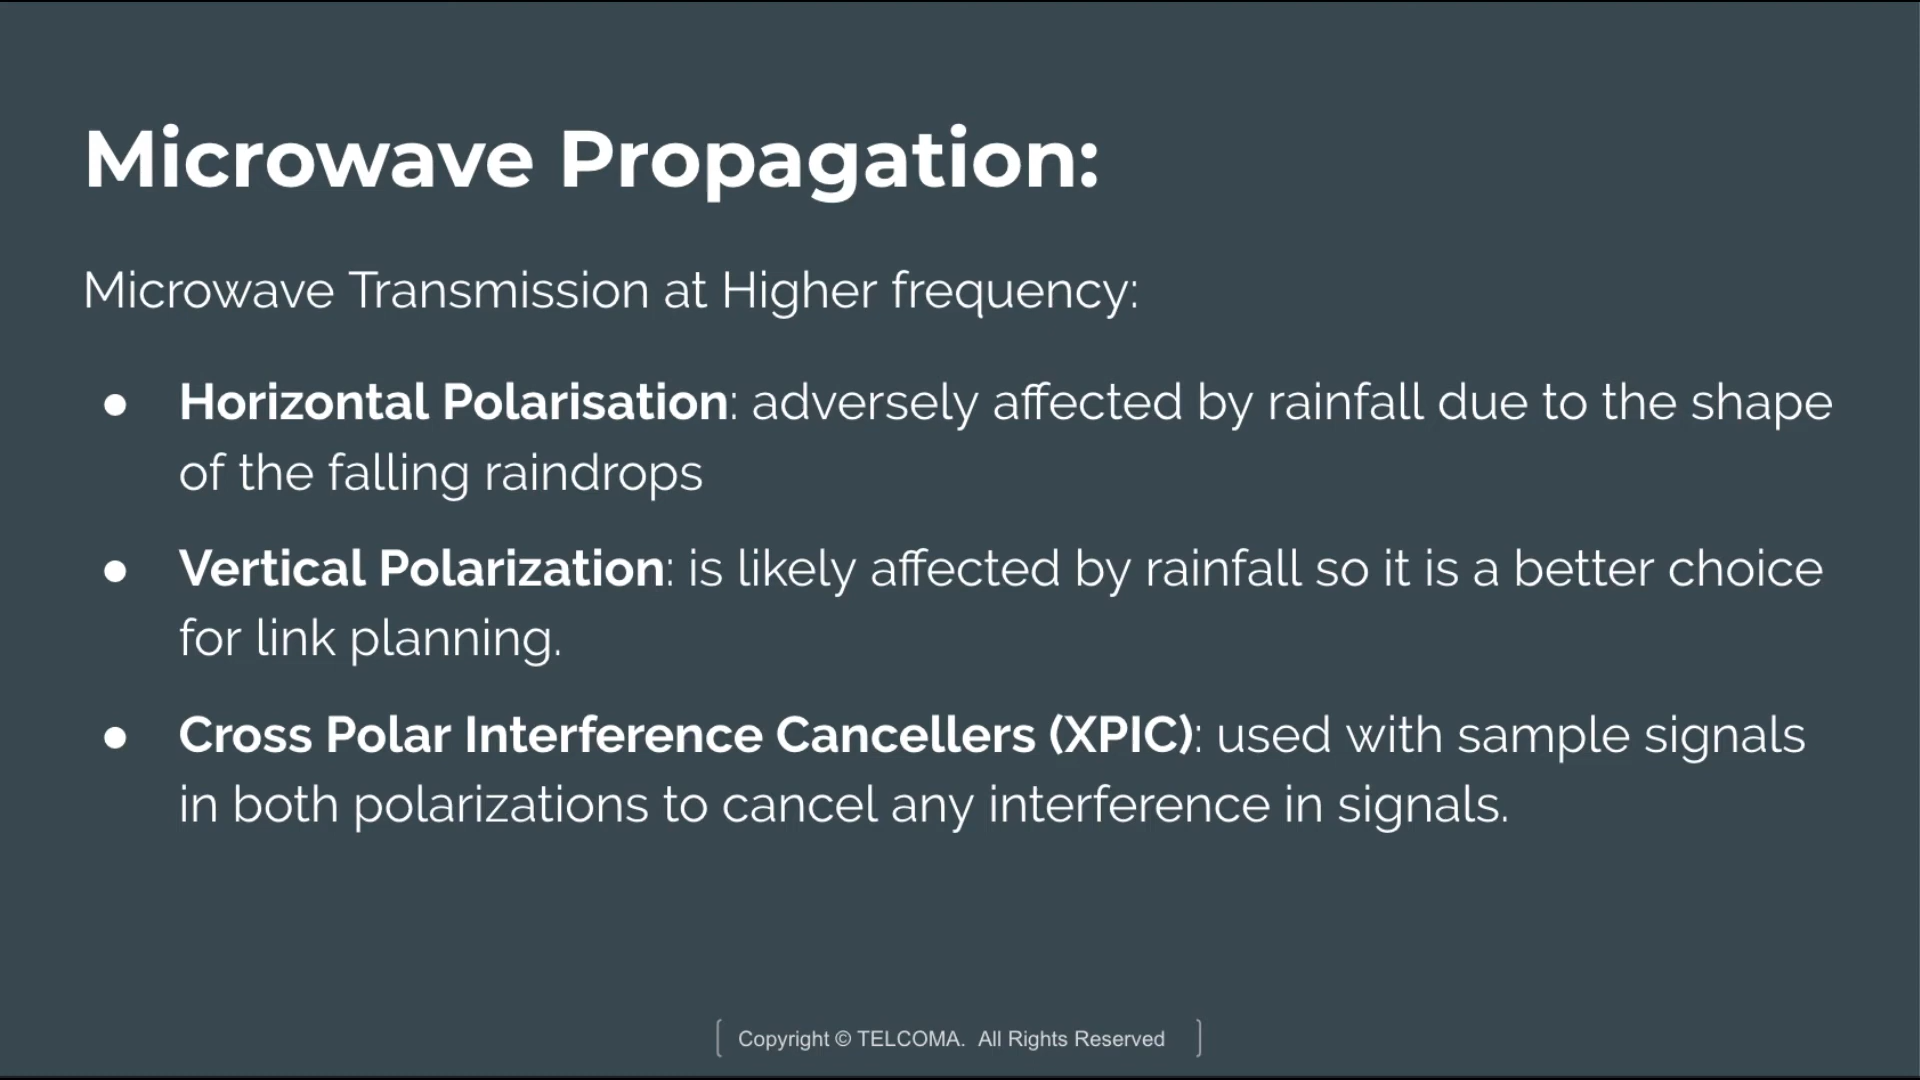 Microwave Propagation:
Microwave Transmission at Higher frequency:
● Horizontal Polarisation: adversely affected by rainfall due to the shape
of the falling raindrops
● Vertical Polarization: is likely affected by rainfall so it is a better choice
for link planning.
● Cross Polar Interference Cancellers (XPIC): used with sample signals
in both polarizations to cancel any interference in signals.
[ Copyright © TELCOMA. All Rights Reserved ]